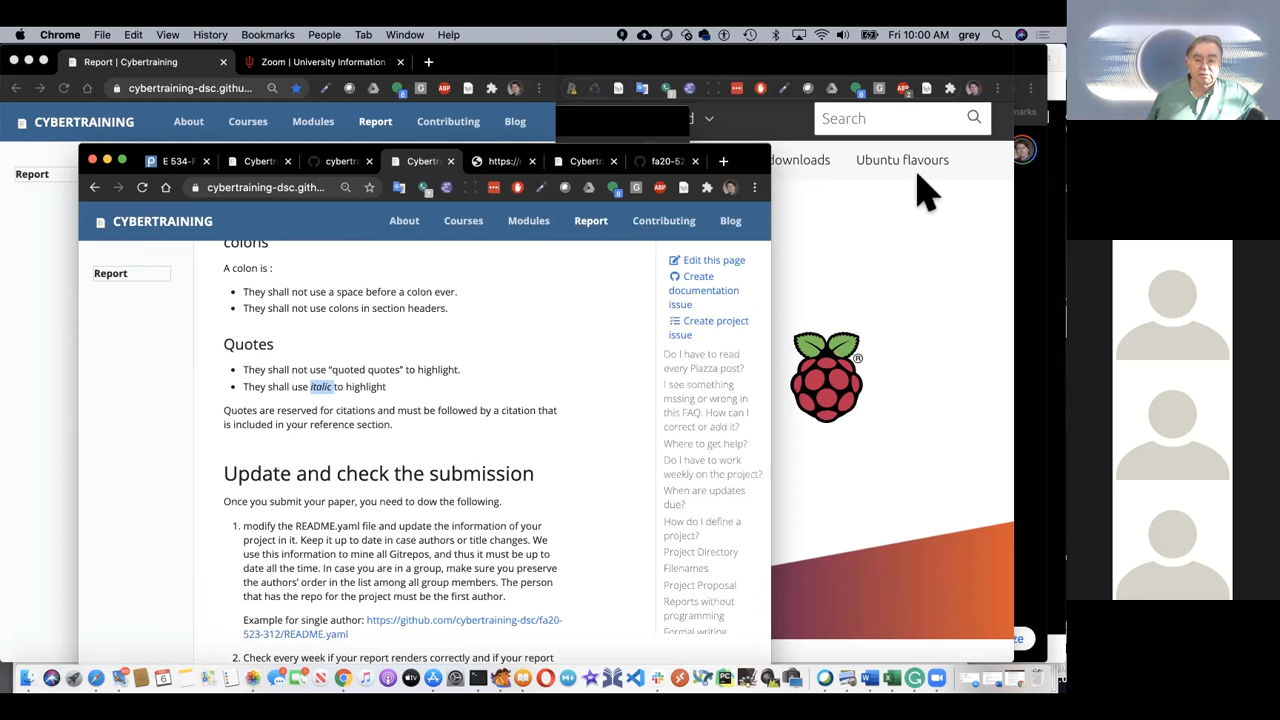 Chrome File Edit View History Bookmarks People Tab Window Help Fri 10:00 AM grey
Report | Cybertraining
Zoom | University Information
cybertraining-dsc.githu...
CYBERTRAINING
About Courses Modules Report Contributing Blog
Search
marks
downloads Ubuntu flavours
Report
E 534-F
Cybert
cybert
Cybert
https://
Cybert
fa20-52
cybertraining-dsc.github...
CYBERTRAINING
About Courses Modules Report Contributing Blog
Report
colons
A colon is :
• They shall not use a space before a colon ever.
• They shall not use colons in section headers.
Quotes
• They shall not use “quoted quotes” to highlight.
• They shall use italic to highlight
Quotes are reserved for citations and must be followed by a citation that
is included in your reference section.
Update and check the submission
Once you submit your paper, you need to dow the following.
1. modify the README.yaml file and update the information of your
project in it. Keep it up to date in case authors or title changes. We
use this information to mine all Gitrepos, and thus it must be up to
date all the time. In case you are in a group, make sure you preserve
the authors’ order in the list among all group members. The person
that has the repo for the project must be the first author.
Example for single author: https://github.com/cybertraining-dsc/fa20-
523-312/README.yaml
2. Check every week if your report renders correctly and if your report
Edit this page
Create
documentation
issue
Create project
issue
Do I have to read
every Piazza post?
I see something
mssing or wrong in
this FAQ. How can I
correct or add it?
Where to get help?
Do I have to work
weekly on the project?
When are updates
due?
How do I define a
project?
Project Directory
Filenames
Project Proposal
Reports without
programming
Formal writing
ze